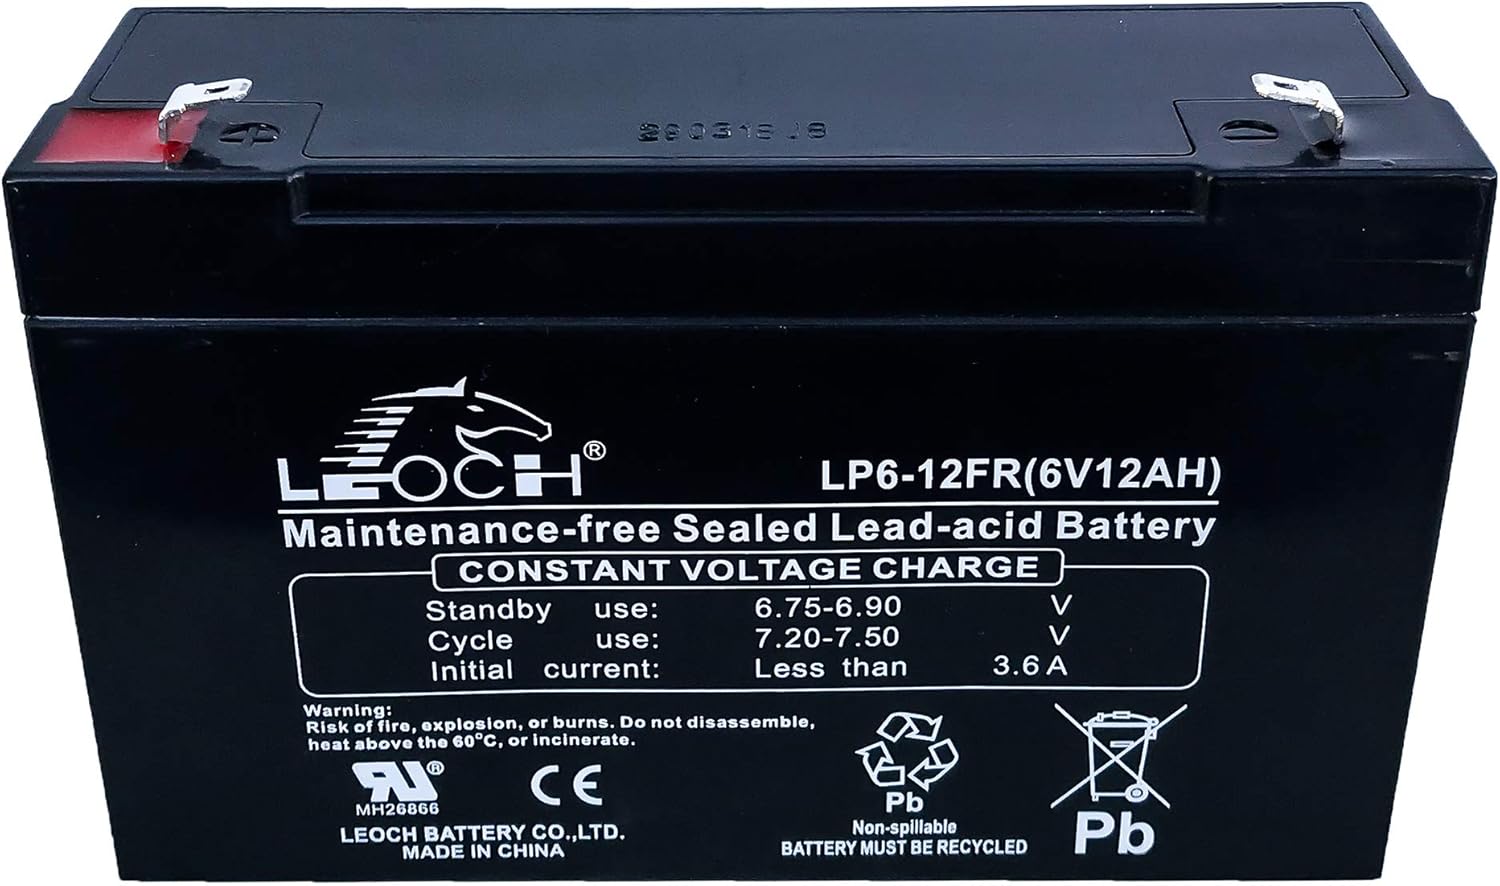 LEOCH®
LP6-12FR(6V12AH)
Maintenance-free Sealed Lead-acid Battery
CONSTANT VOLTAGE CHARGE
Standby use: 6.75-6.90 V
Cycle use: 7.20-7.50 V
Initial current: Less than 3.6 A
Warning:
Risk of fire, explosion, or burns. Do not disassemble,
heat above the 60°C, or incinerate.
RU®
MH26866
CE
LEOCH BATTERY CO.,LTD.
MADE IN CHINA
Pb
Non-spillable
BATTERY MUST BE RECYCLED
Pb